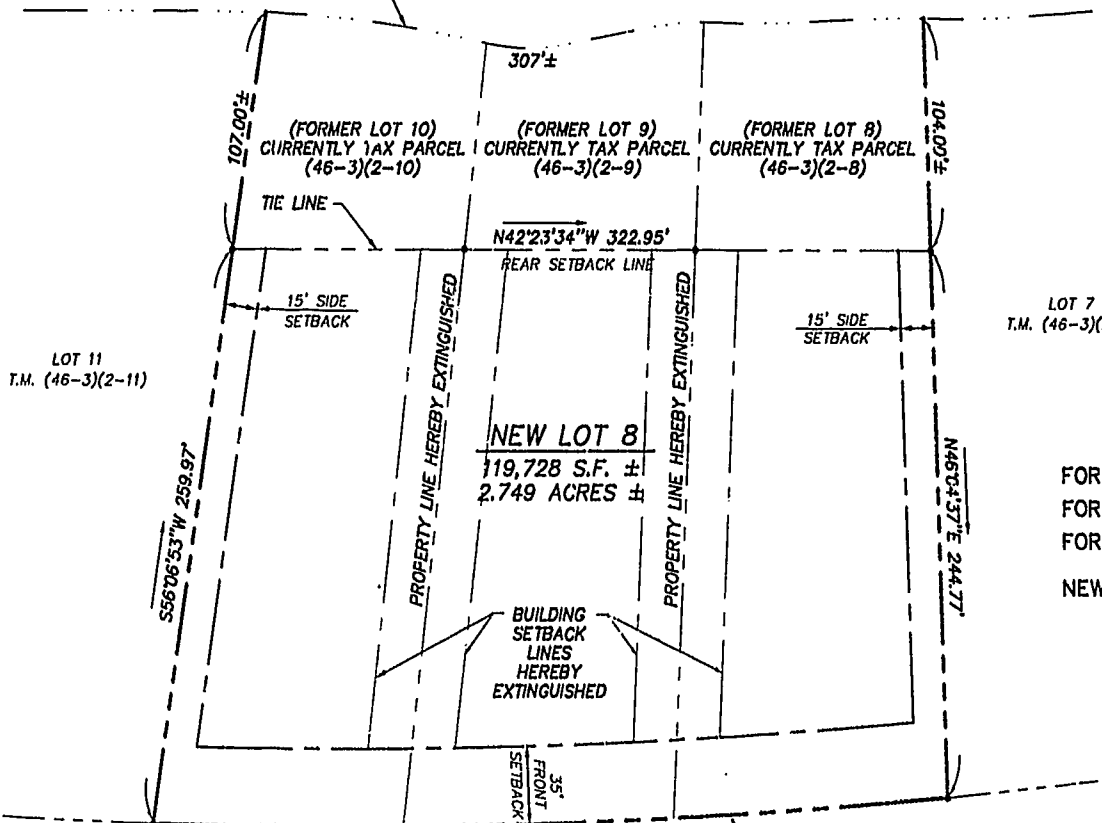 307'±
107.00'±
(FORMER LOT 10)
CURRENTLY TAX PARCEL
(46-3)(2-10)
(FORMER LOT 9)
CURRENTLY TAX PARCEL
(46-3)(2-9)
(FORMER LOT 8)
CURRENTLY TAX PARCEL
(46-3)(2-8)
104.00'±
TIE LINE
N42°23'34"W 322.95'
REAR SETBACK LINE
15' SIDE
SETBACK
15' SIDE
SETBACK
LOT 7
T.M. (46-3)(
LOT 11
T.M. (46-3)(2-11)
PROPERTY LINE HEREBY EXTINGUISHED
PROPERTY LINE HEREBY EXTINGUISHED
NEW LOT 8
119,728 S.F. ±
2.749 ACRES ±
S56°06'53"W 259.97'
N46°04'37"E 244.77'
FOR
FOR
FOR
NEW
BUILDING
SETBACK
LINES
HEREBY
EXTINGUISHED
35'
FRONT
SETBACK